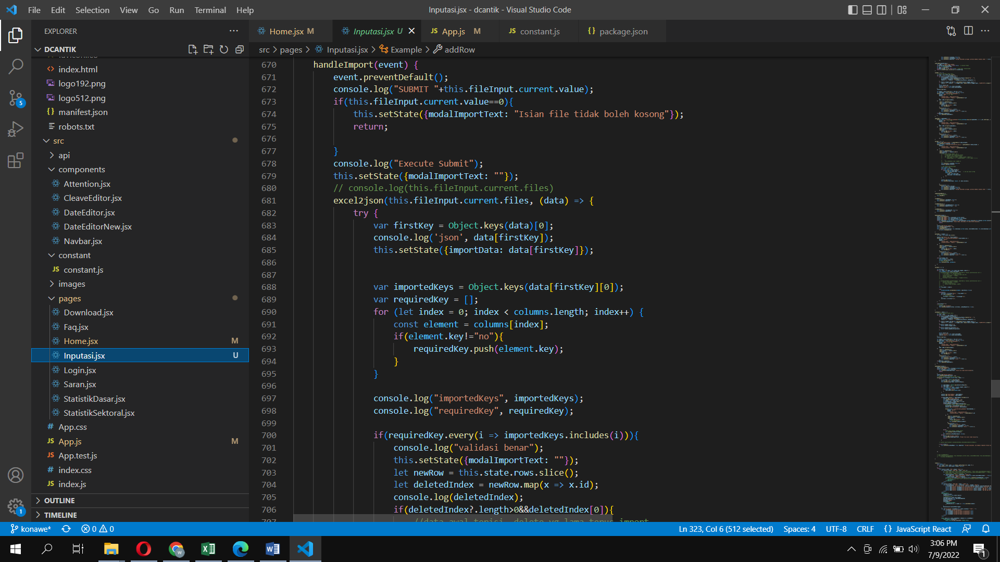 File Edit Selection View Go Run Terminal Help
Inputasi.jsx - dcantik - Visual Studio Code
EXPLORER
DCANTIK
index.html
logo192.png
logo512.png
manifest.json
robots.txt
src
api
components
Attention.jsx
CleaveEditor.jsx
DateEditor.jsx
DateEditorNew.jsx
Navbar.jsx
constant
constant.js
images
pages
Download.jsx
Faq.jsx
Home.jsx M
Inputasi.jsx U
Login.jsx
Saran.jsx
StatistikDasar.jsx
StatistikSektoral.jsx
App.css
App.js M
App.test.js
index.css
index.js
OUTLINE
TIMELINE
5
1
Home.jsx M
Inputasi.jsx U
App.js M
constant.js
package.json
src > pages > Inputasi.jsx > Example > addRow
670 handleImport(event) {
671 event.preventDefault();
672 console.log("SUBMIT "+this.fileInput.current.value);
673 if(this.fileInput.current.value==0){
674 this.setState({modalImportText: "Isian file tidak boleh kosong"});
675 return;
676
677 }
678 console.log("Execute Submit");
679 this.setState({modalImportText: ""});
680 // console.log(this.fileInput.current.files)
681 excel2json(this.fileInput.current.files, (data) => {
682 try {
683 var firstKey = Object.keys(data)[0];
684 console.log('json', data[firstKey]);
685 this.setState({importData: data[firstKey]});
686
687
688 var importedKeys = Object.keys(data[firstKey][0]);
689 var requiredKey = [];
690 for (let index = 0; index < columns.length; index++) {
691 const element = columns[index];
692 if(element.key!="no"){
693 requiredKey.push(element.key);
694 }
695 }
696
697 console.log("importedKeys", importedKeys);
698 console.log("requiredKey", requiredKey);
699
700 if(requiredKey.every(i => importedKeys.includes(i))){
701 console.log("validasi benar");
702 this.setState({modalImportText: ""});
703 let newRow = this.state.rows.slice();
704 let deletedIndex = newRow.map(x => x.id);
705 console.log(deletedIndex);
706 if(deletedIndex?.length>0&&deletedIndex[0]){
konawe* 0 0
Ln 323, Col 6 (512 selected) Spaces: 4 UTF-8 CRLF {} JavaScript React
3:06 PM
7/9/2022
1